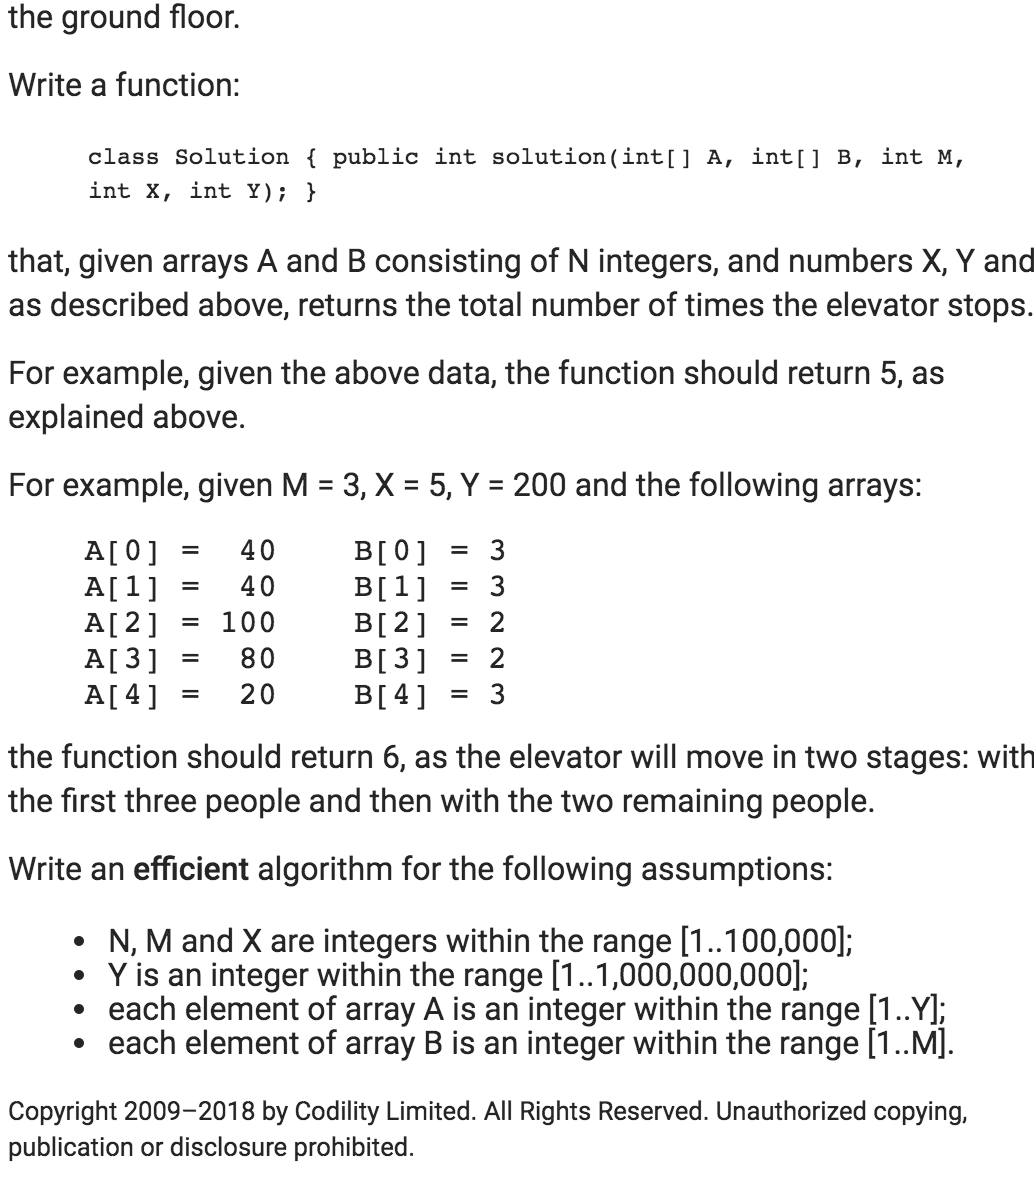 the ground floor.
Write a function:
class Solution { public int solution(int[] A, int[] B, int M,
int X, int Y); }
that, given arrays A and B consisting of N integers, and numbers X, Y and
as described above, returns the total number of times the elevator stops.
For example, given the above data, the function should return 5, as
explained above.
For example, given M = 3, X = 5, Y = 200 and the following arrays:
A[0] = 40 B[0] = 3
A[1] = 40 B[1] = 3
A[2] = 100 B[2] = 2
A[3] = 80 B[3] = 2
A[4] = 20 B[4] = 3
the function should return 6, as the elevator will move in two stages: with
the first three people and then with the two remaining people.
Write an efficient algorithm for the following assumptions:
• N, M and X are integers within the range [1..100,000];
• Y is an integer within the range [1..1,000,000,000];
• each element of array A is an integer within the range [1..Y];
• each element of array B is an integer within the range [1..M].
Copyright 2009–2018 by Codility Limited. All Rights Reserved. Unauthorized copying,
publication or disclosure prohibited.